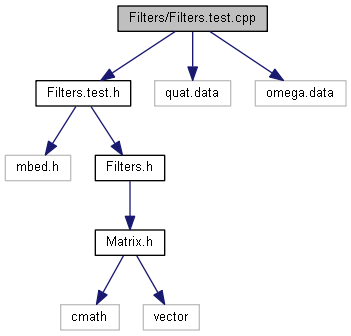 Filters/Filters.test.cpp
Filters.test.h
quat.data
omega.data
mbed.h
Filters.h
Matrix.h
cmath
vector